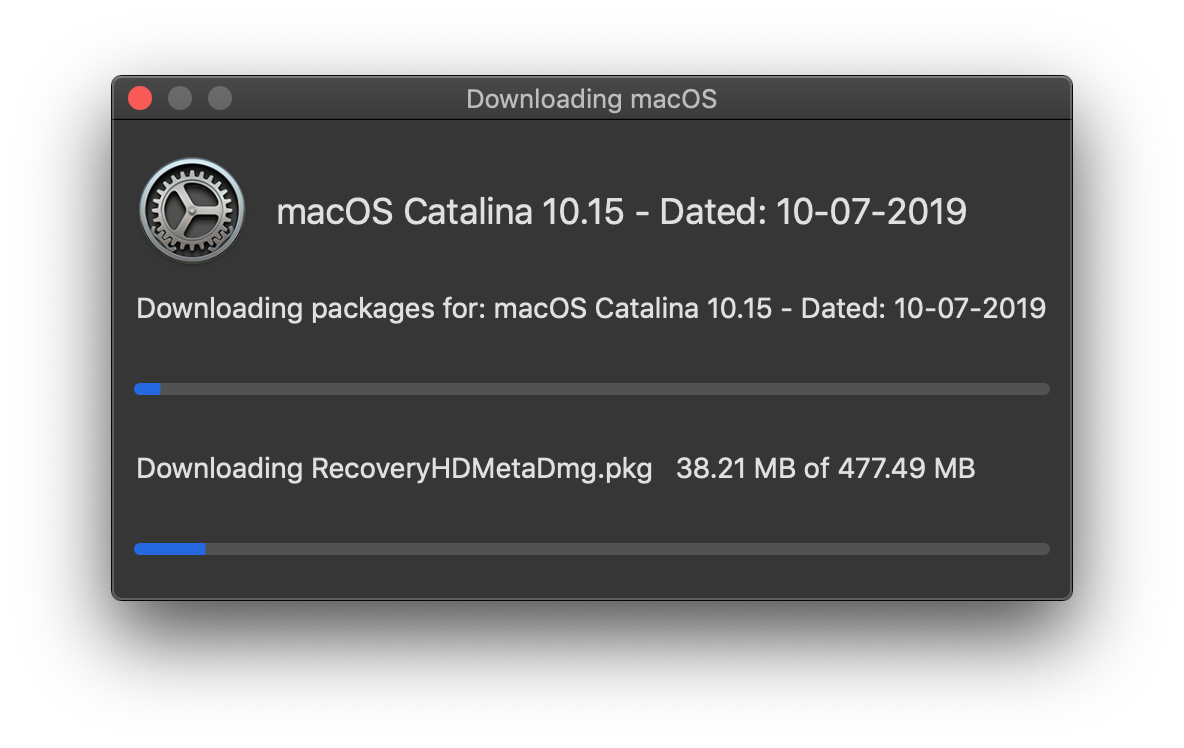 Downloading macOS
macOS Catalina 10.15 - Dated: 10-07-2019
Downloading packages for: macOS Catalina 10.15 - Dated: 10-07-2019
Downloading RecoveryHDMetaDmg.pkg 38.21 MB of 477.49 MB